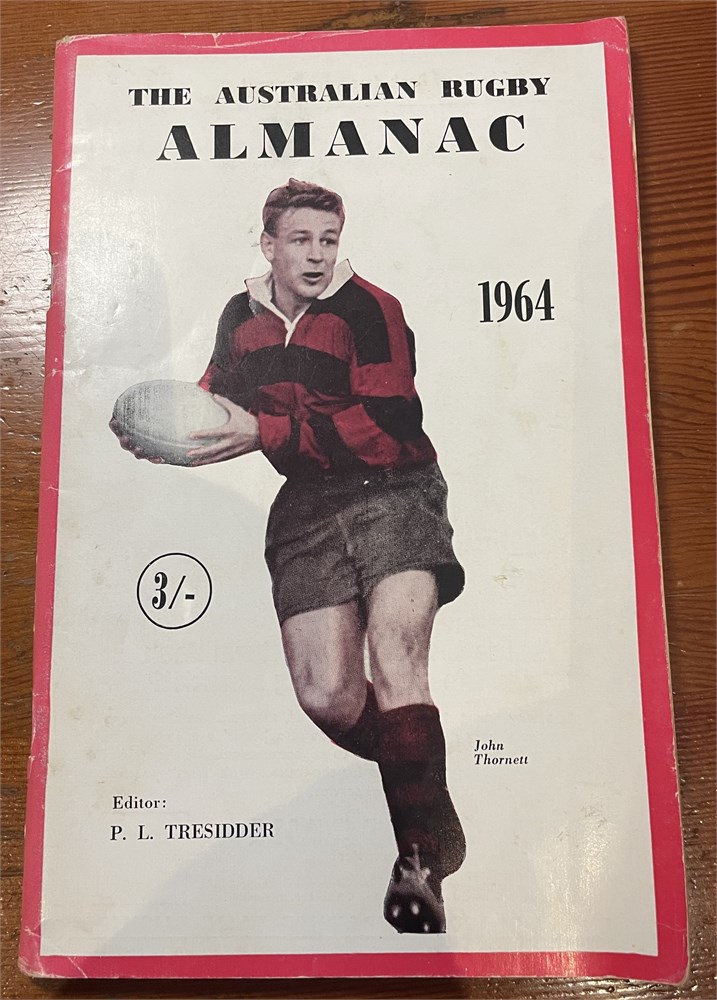 THE AUSTRALIAN RUGBY
ALMANAC
1964
3/-
John
Thornett
Editor:
P. L. TRESIDDER